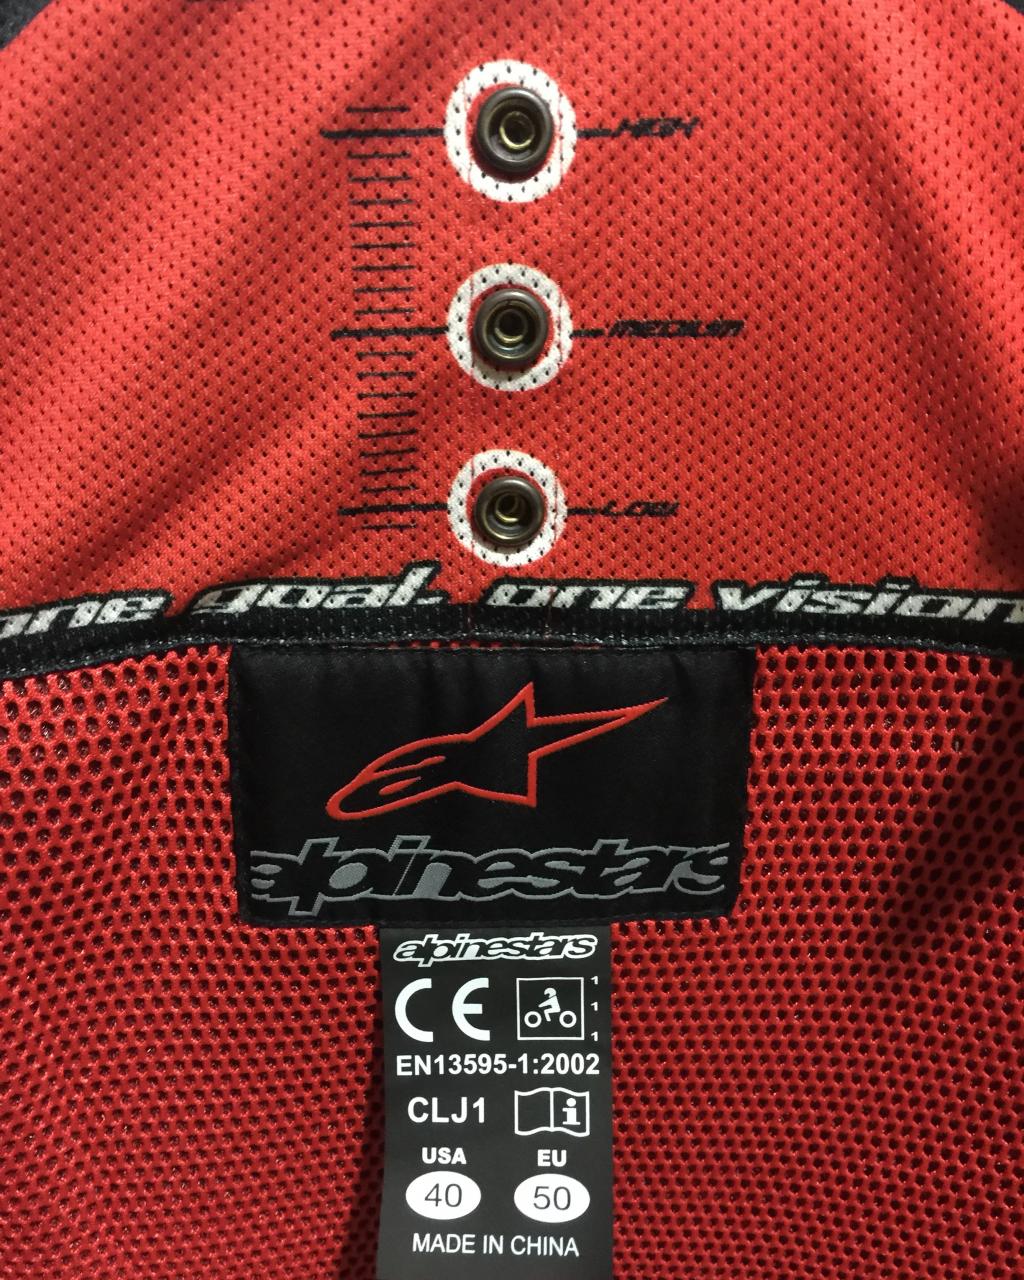 HIGH
MEDIUM
LOW
one goal. one vision
alpinestars
alpinestars
CE 1
1
1
EN13595-1:2002
CLJ1 i
USA EU
40 50
MADE IN CHINA